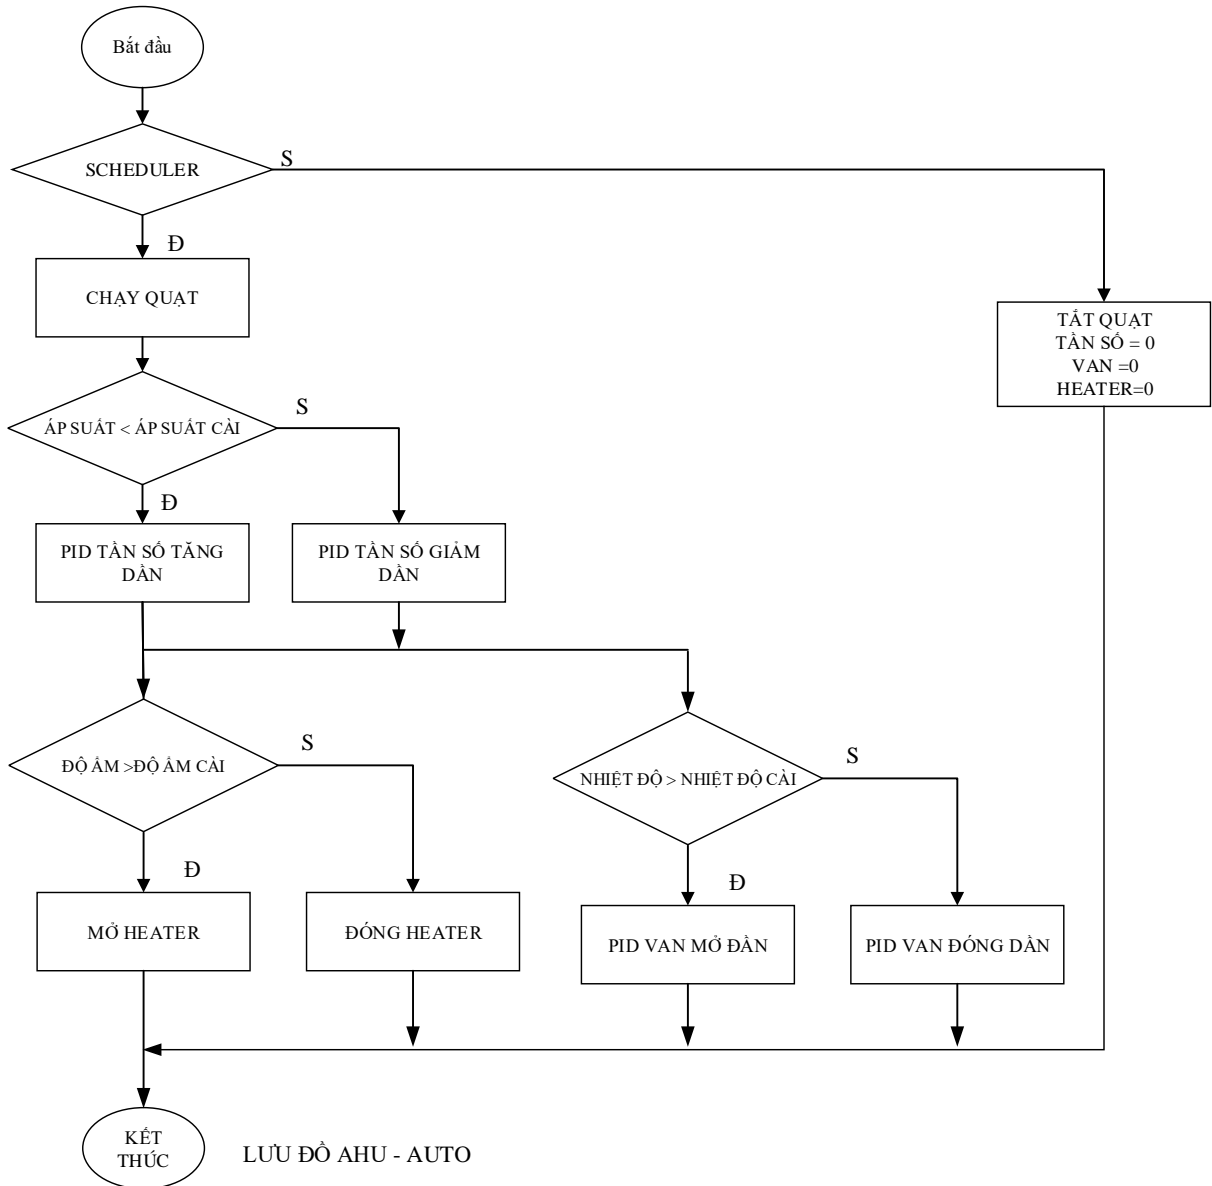 Bắt đầu
SCHEDULER
S
Đ
CHẠY QUẠT
TẮT QUẠT
TẦN SỐ = 0
VAN =0
HEATER=0
ÁP SUẤT < ÁP SUẤT CÀI
S
Đ
PID TẦN SỐ TĂNG
DẦN
PID TẦN SỐ GIẢM
DẦN
ĐỘ ẨM >ĐỘ ẨM CÀI
S
NHIỆT ĐỘ > NHIỆT ĐỘ CÀI
S
Đ
Đ
MỞ HEATER
ĐÓNG HEATER
PID VAN MỞ ĐẦN
PID VAN ĐÓNG DẦN
KẾT
THÚC
LƯU ĐỒ AHU - AUTO